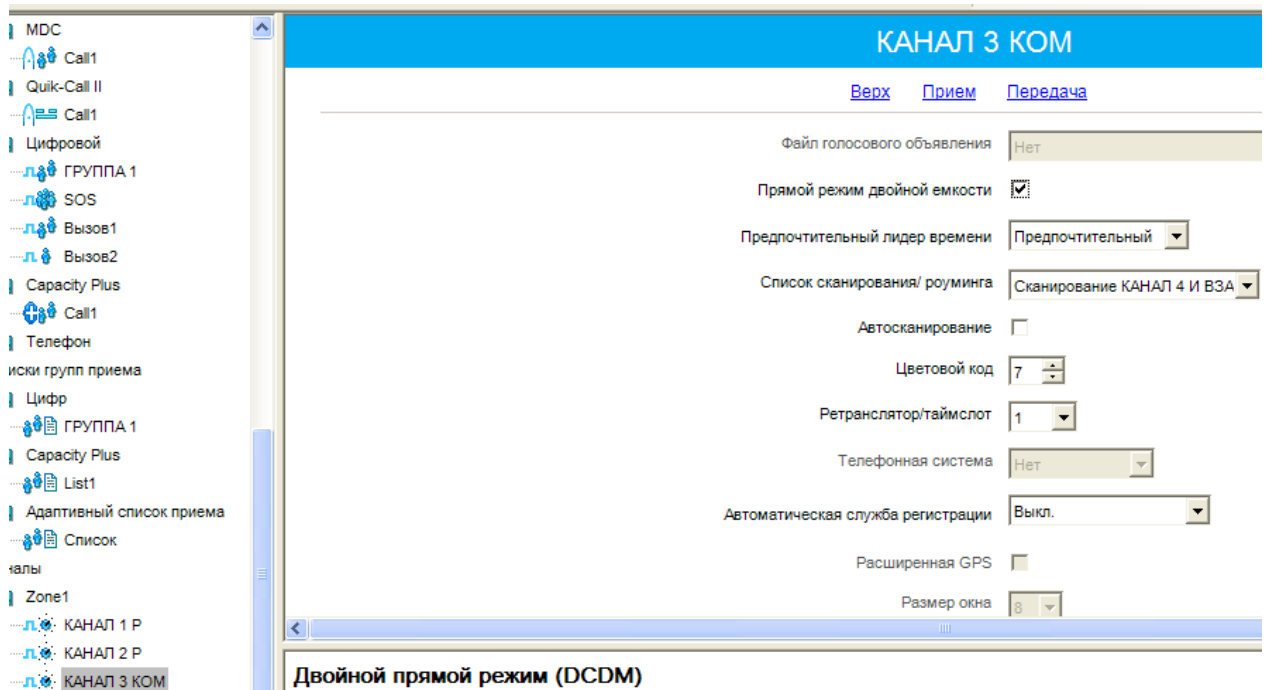 MDC
Call1
Quik-Call II
Call1
Цифровой
ГРУППА 1
SOS
Вызов1
Вызов2
Capacity Plus
Call1
Телефон
иски групп приема
Цифр
ГРУППА 1
Capacity Plus
List1
Адаптивный список приема
Список
налы
Zone1
КАНАЛ 1 Р
КАНАЛ 2 Р
КАНАЛ 3 КОМ
КАНАЛ 3 КОМ
Верх Прием Передача
Файл голосового объявления Нет
Прямой режим двойной емкости
Предпочтительный лидер времени Предпочтительный
Список сканирования/ роуминга Сканирование КАНАЛ 4 И ВЗА
Автосканирование
Цветовой код 7
Ретранслятор/таймслот 1
Телефонная система Нет
Автоматическая служба регистрации Выкл.
Расширенная GPS
Размер окна 8
Двойной прямой режим (DCDM)